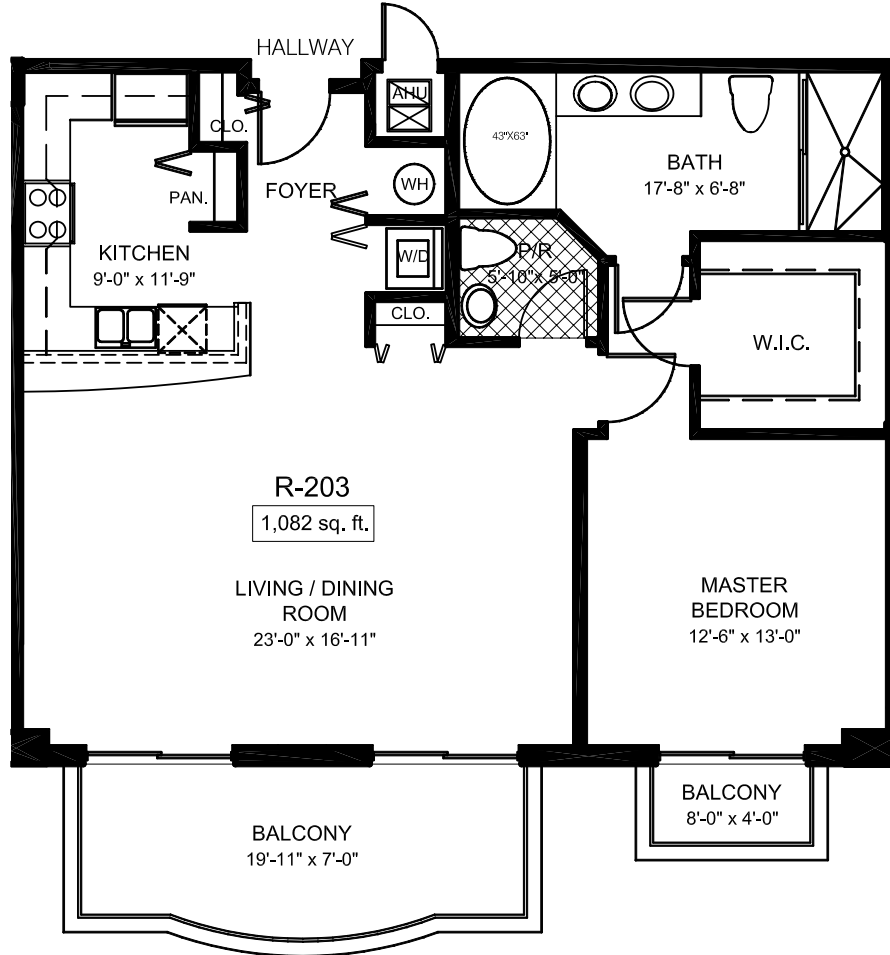 HALLWAY
AHU
CLO.
43"X63"
BATH
17'-8" x 6'-8"
PAN.
FOYER
WH
KITCHEN
9'-0" x 11'-9"
W/D
P/R
5'-10"x 5'-0"
CLO.
W.I.C.
R-203
1,082 sq. ft.
LIVING / DINING
ROOM
23'-0" x 16'-11"
MASTER
BEDROOM
12'-6" x 13'-0"
BALCONY
19'-11" x 7'-0"
BALCONY
8'-0" x 4'-0"